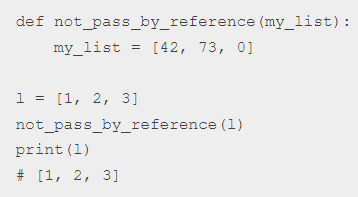 def not_pass_by_reference(my_list):
    my_list = [42, 73, 0]

l = [1, 2, 3]
not_pass_by_reference(l)
print(l)
# [1, 2, 3]